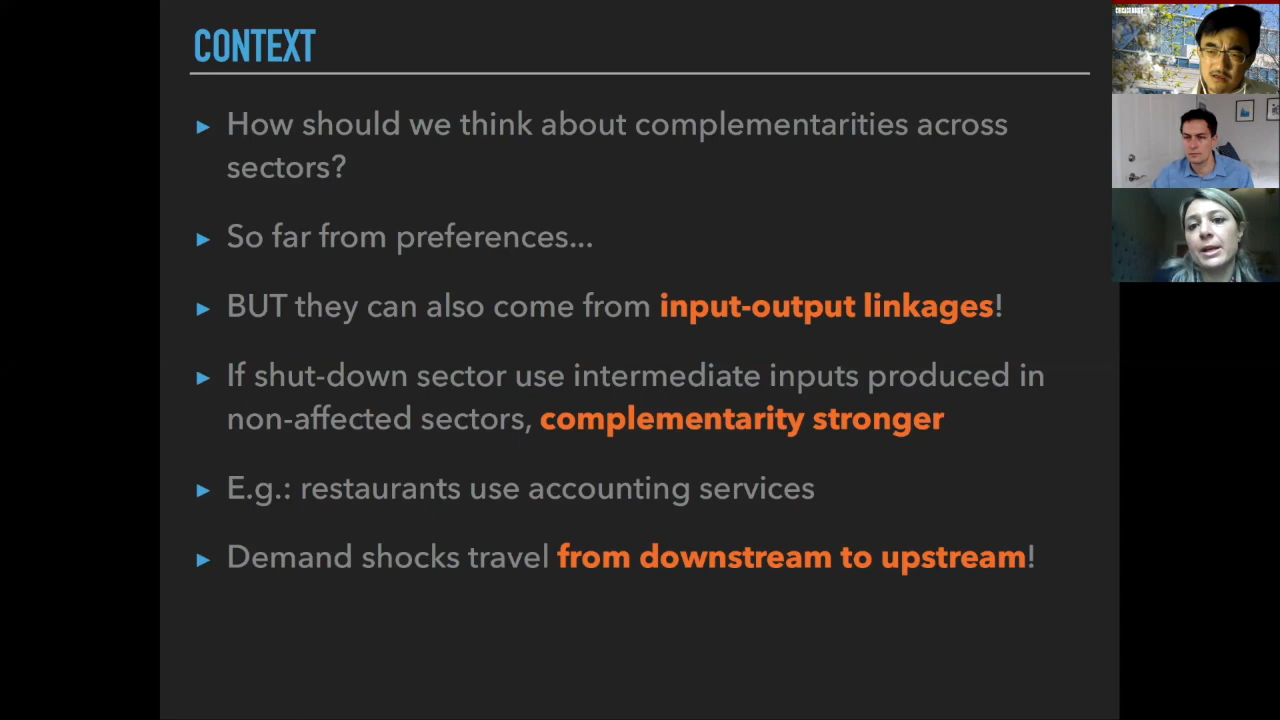 CONTEXT
▸ How should we think about complementarities across
sectors?
▸ So far from preferences...
▸ BUT they can also come from input-output linkages!
▸ If shut-down sector use intermediate inputs produced in
non-affected sectors, complementarity stronger
▸ E.g.: restaurants use accounting services
▸ Demand shocks travel from downstream to upstream!